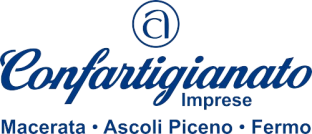 a
Confartigianato
Imprese
Macerata • Ascoli Piceno • Fermo